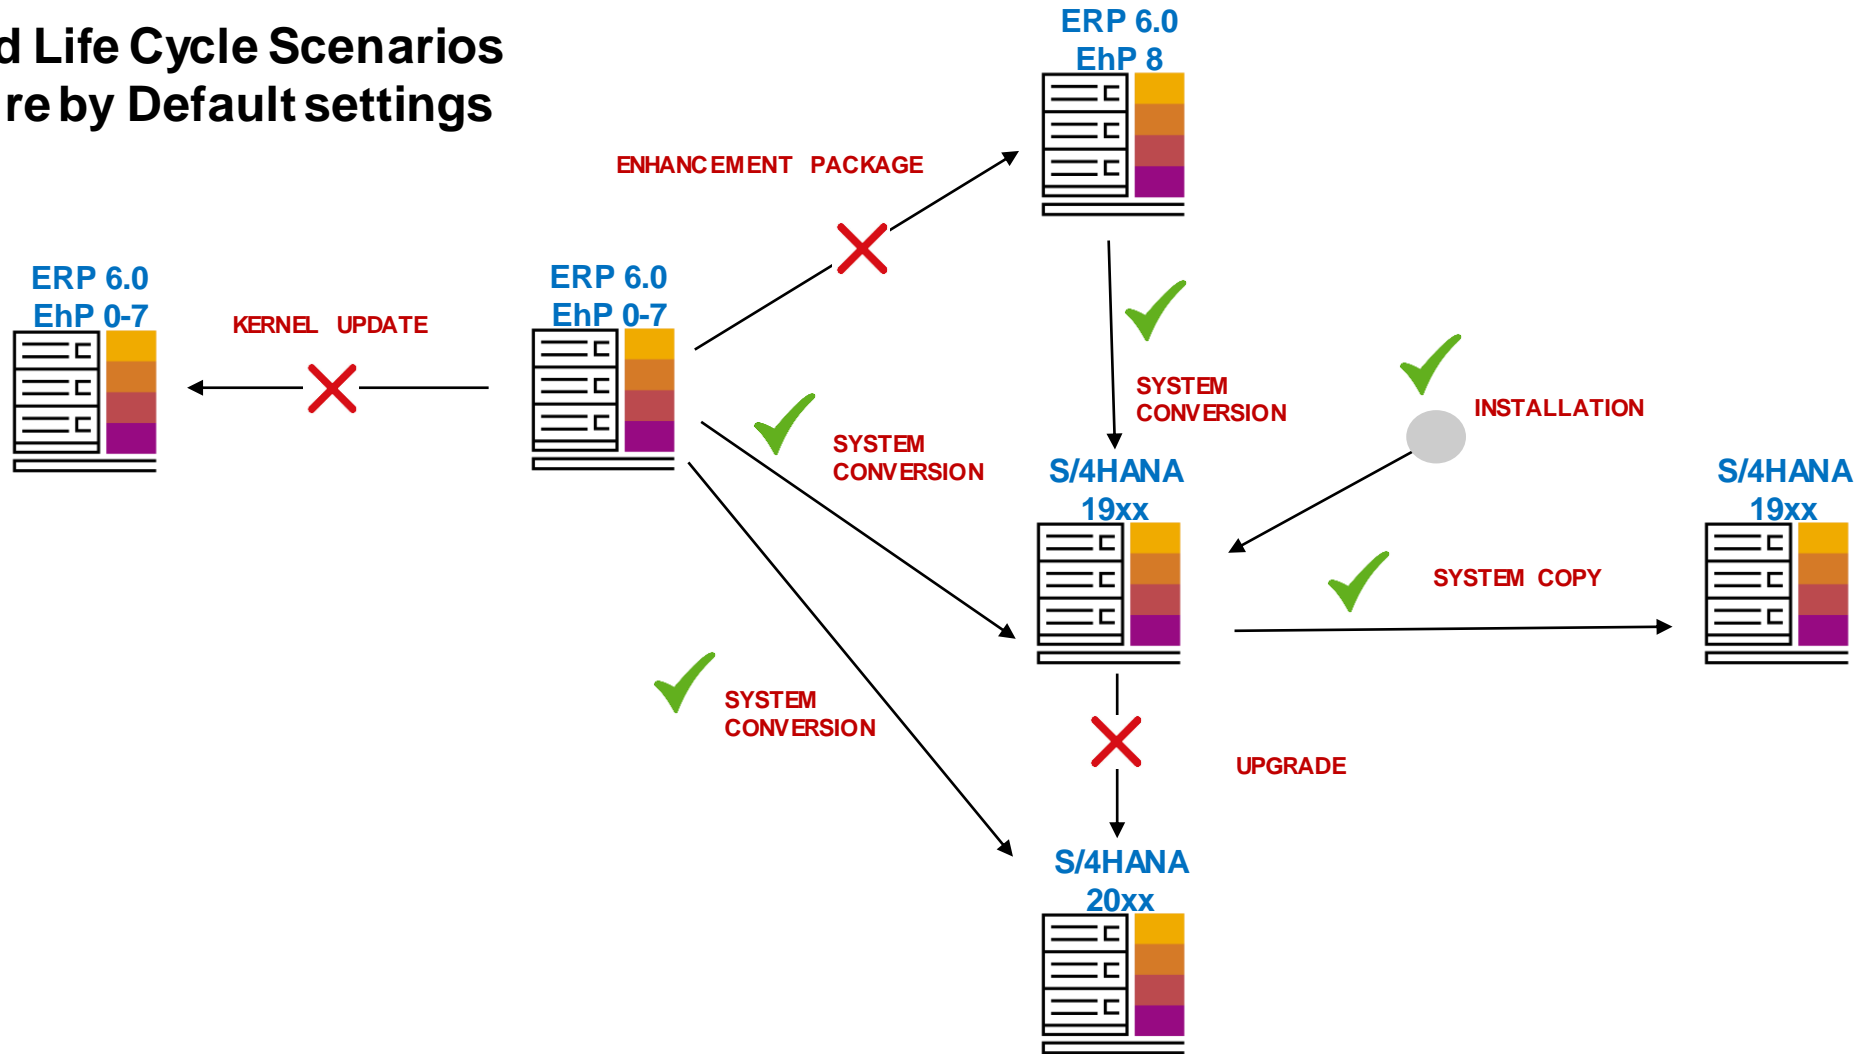 d Life Cycle Scenarios
re by Default settings
ERP 6.0
EhP 8
ENHANCEMENT PACKAGE
ERP 6.0
EhP 0-7
KERNEL UPDATE
ERP 6.0
EhP 0-7
SYSTEM
CONVERSION
INSTALLATION
SYSTEM
CONVERSION
S/4HANA
19xx
S/4HANA
19xx
SYSTEM COPY
SYSTEM
CONVERSION
UPGRADE
S/4HANA
20xx